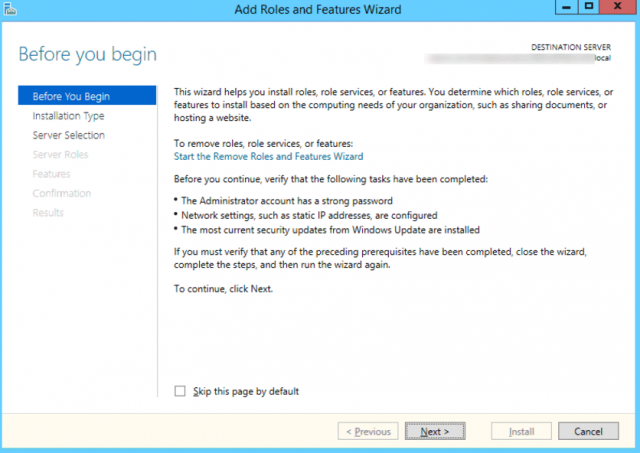 Add Roles and Features Wizard
Before you begin
DESTINATION SERVER
local
Before You Begin
Installation Type
Server Selection
Server Roles
Features
Confirmation
Results
This wizard helps you install roles, role services, or features. You determine which roles, role services, or
features to install based on the computing needs of your organization, such as sharing documents, or
hosting a website.
To remove roles, role services, or features:
Start the Remove Roles and Features Wizard
Before you continue, verify that the following tasks have been completed:
• The Administrator account has a strong password
• Network settings, such as static IP addresses, are configured
• The most current security updates from Windows Update are installed
If you must verify that any of the preceding prerequisites have been completed, close the wizard,
complete the steps, and then run the wizard again.
To continue, click Next.
Skip this page by default
< Previous
Next >
Install
Cancel